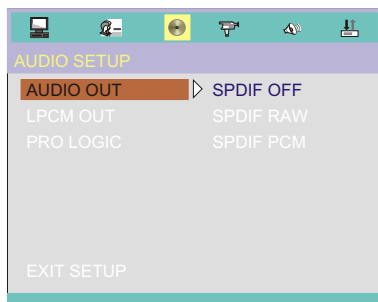 AUDIO SETUP
AUDIO OUT SPDIF OFF
LPCM OUT SPDIF RAW
PRO LOGIC SPDIF PCM
EXIT SETUP